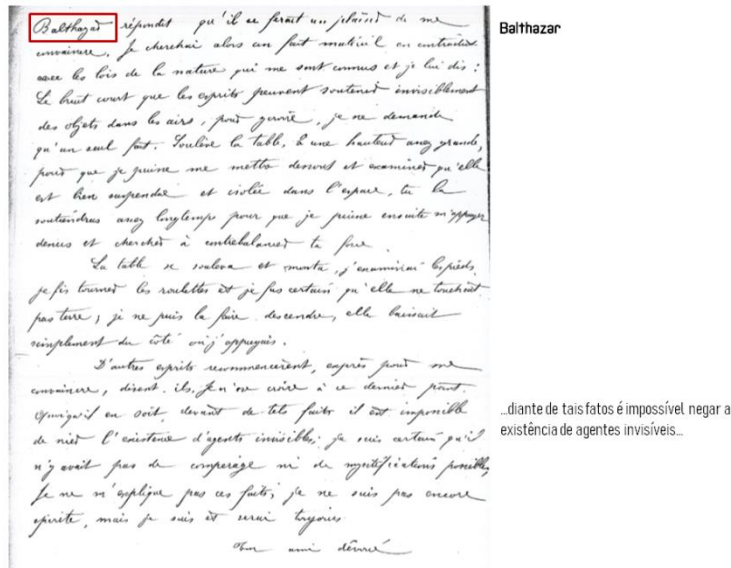 Balthazar répondit qu'il se ferait un plaisir de me
convaincre. Je cherchai alors un fait matériel en contradict
avec les lois de la nature qui me sont connus et je lui dis :
Le bruit court que les esprits peuvent soutenir invisiblement
des objets dans les airs, pour croire, je ne demande
qu'un seul fait. Soulève la table, à une hauteur assez grande,
pour que je puisse me mettre dessous et examiner qu'elle
est bien suspendue et isolée dans l'espace, tu la
soutiendras assez longtemps pour que je puisse ensuite m'appuyer
dessus et chercher à contrebalancer ta force.
La table se souleva et monta, j'examinai les pieds,
je fis tourner les roulettes et je fus certain qu'elle ne touchait
pas terre ; je ne puis la faire descendre, elle baissait
simplement du côté où j'appuyais.
D'autres esprits recommencèrent, exprès pour me
convaincre, disent-ils. Je n'ose croire à ce dernier point.
Quoiqu'il en soit, devant de tels faits il est impossible
de nier l'existence d'agents invisibles; je suis certain qu'il
n'y avait pas de compérage ni de mystifications possibles,
Je ne m'explique pas ces faits, je ne suis pas encore
spirite, mais je suis et serai toujours
Ton ami dévoué
Balthazar
...diante de tais fatos é impossível negar a
existência de agentes invisíveis...